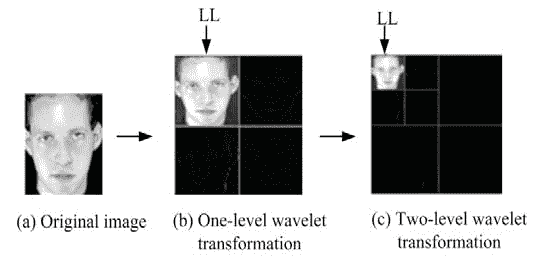 LL
LL
(a) Original image
(b) One-level wavelet
transformation
(c) Two-level wavelet
transformation